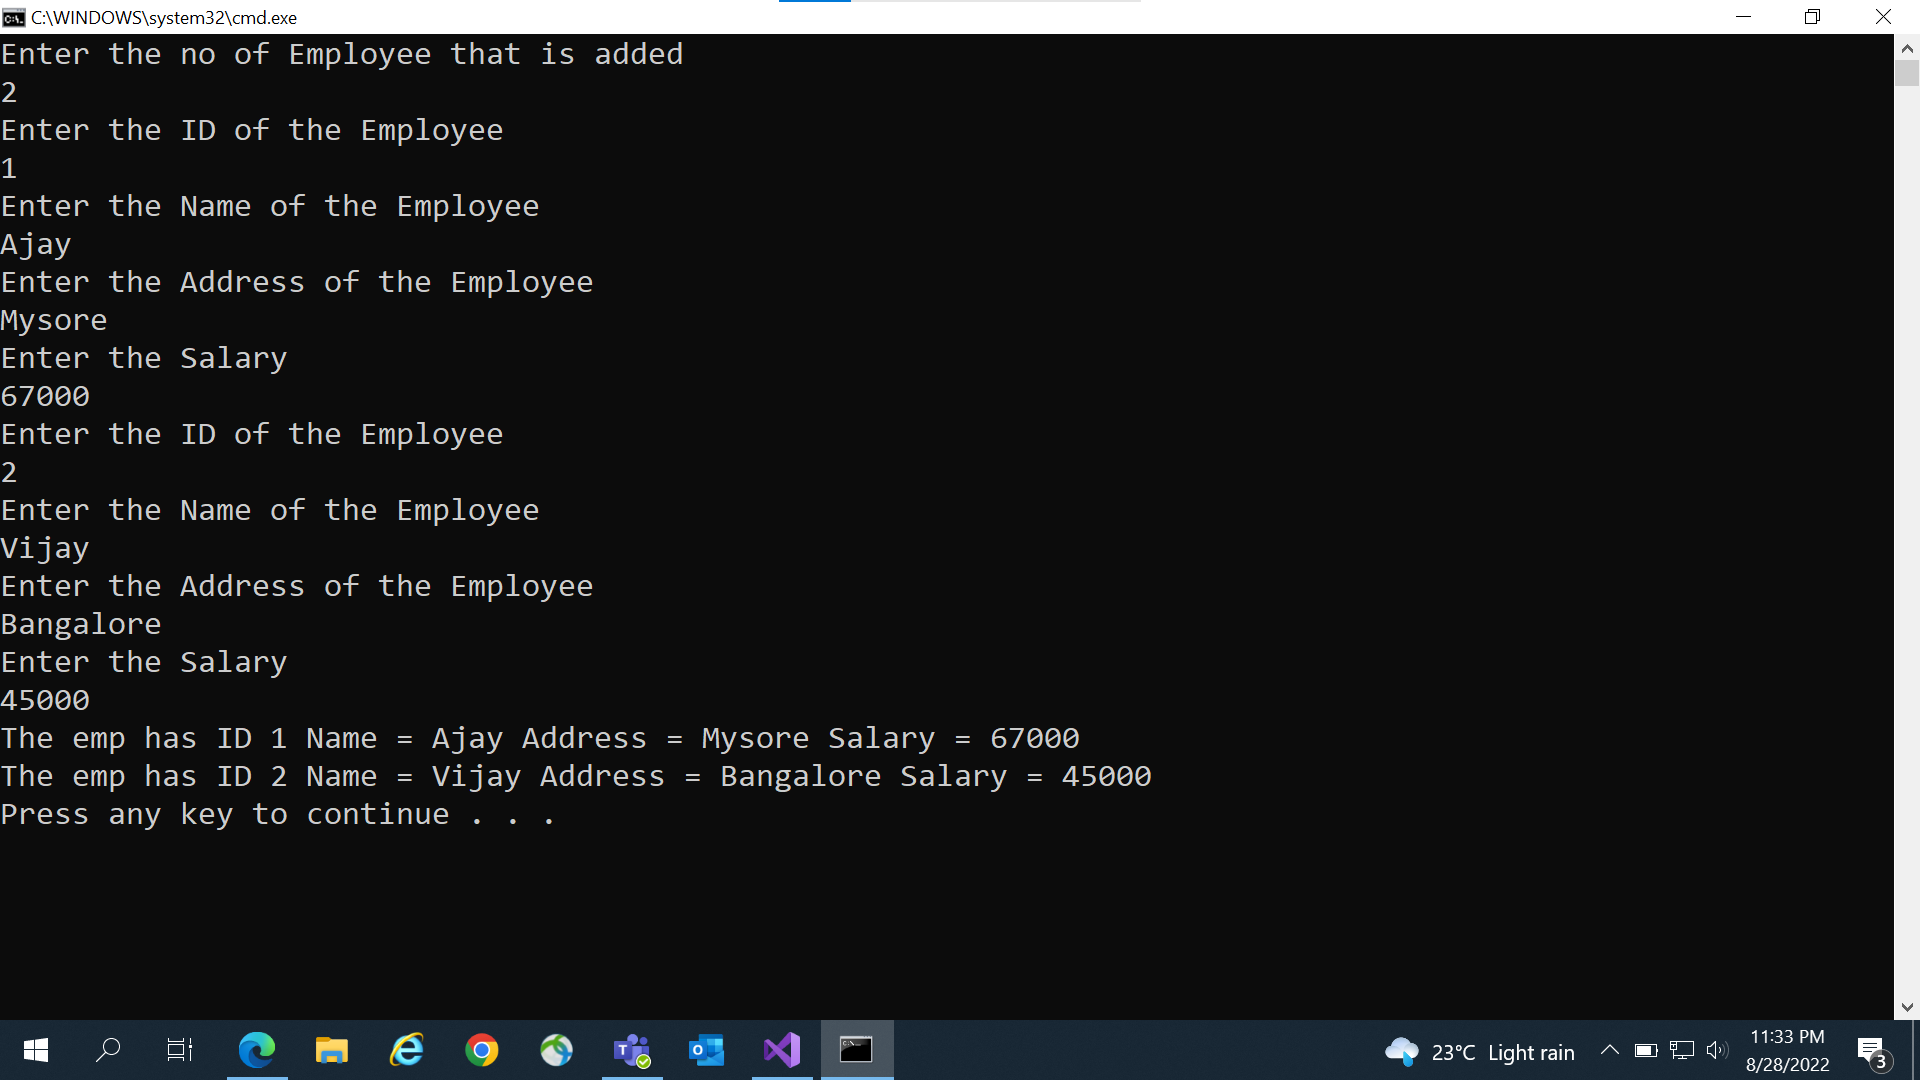 C:\WINDOWS\system32\cmd.exe
Enter the no of Employee that is added
2
Enter the ID of the Employee
1
Enter the Name of the Employee
Ajay
Enter the Address of the Employee
Mysore
Enter the Salary
67000
Enter the ID of the Employee
2
Enter the Name of the Employee
Vijay
Enter the Address of the Employee
Bangalore
Enter the Salary
45000
The emp has ID 1 Name = Ajay Address = Mysore Salary = 67000
The emp has ID 2 Name = Vijay Address = Bangalore Salary = 45000
Press any key to continue . . .
23°C Light rain
11:33 PM
8/28/2022
3